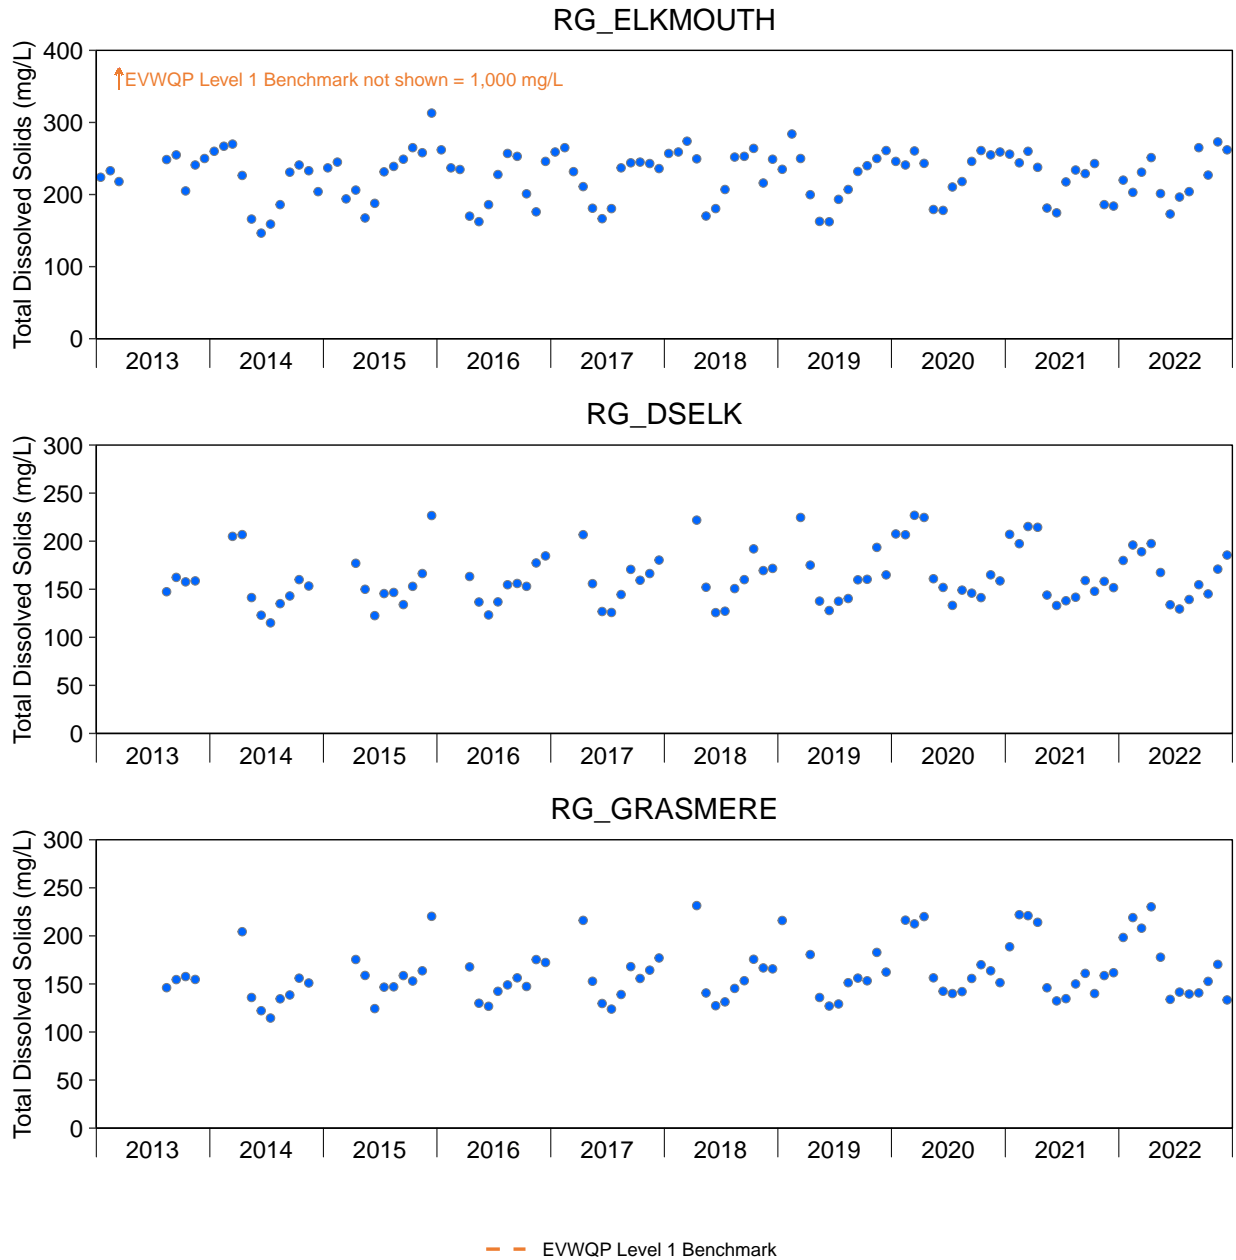 RG_ELKMOUTH
Total Dissolved Solids (mg/L)
400
300
200
100
0
EVWQP Level 1 Benchmark not shown = 1,000 mg/L
2013 2014 2015 2016 2017 2018 2019 2020 2021 2022
RG_DSELK
Total Dissolved Solids (mg/L)
300
250
200
150
100
50
0
2013 2014 2015 2016 2017 2018 2019 2020 2021 2022
RG_GRASMERE
Total Dissolved Solids (mg/L)
300
250
200
150
100
50
0
2013 2014 2015 2016 2017 2018 2019 2020 2021 2022
EVWQP Level 1 Benchmark